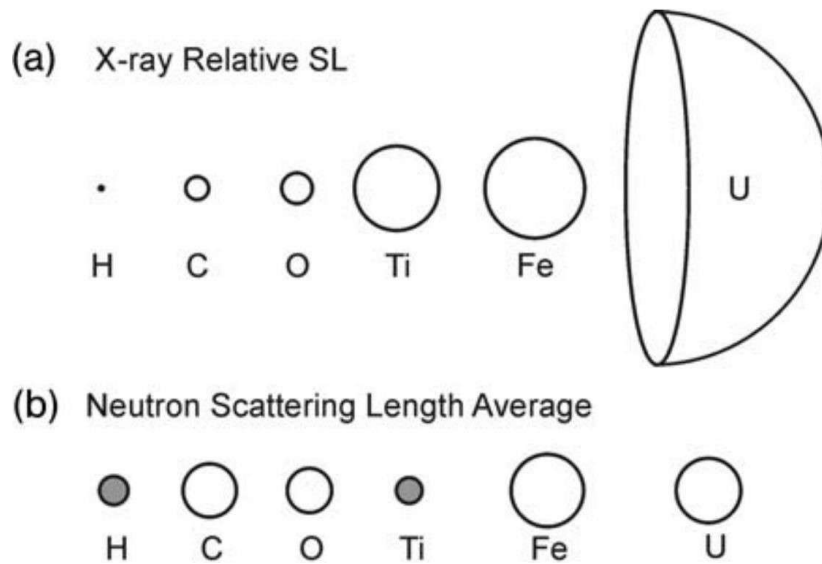 (a) X-ray Relative SL
U
H C O Ti Fe
(b) Neutron Scattering Length Average
H C O Ti Fe U